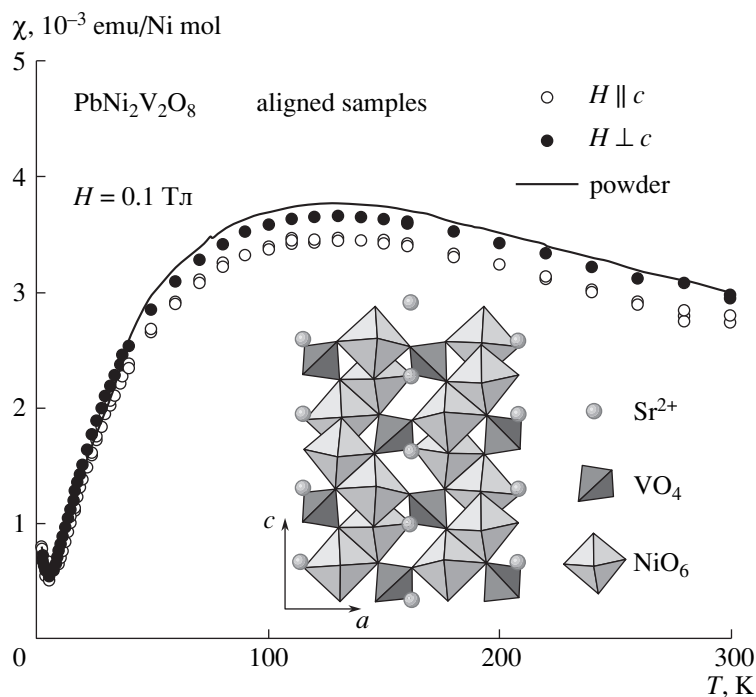 χ, 10⁻³ emu/Ni mol
5
PbNi₂V₂O₈ aligned samples
H || c
H ⊥ c
4
H = 0.1 Тл
powder
3
2
1
Sr²⁺
VO₄
NiO₆
c
a
0 100 200 300
T, K